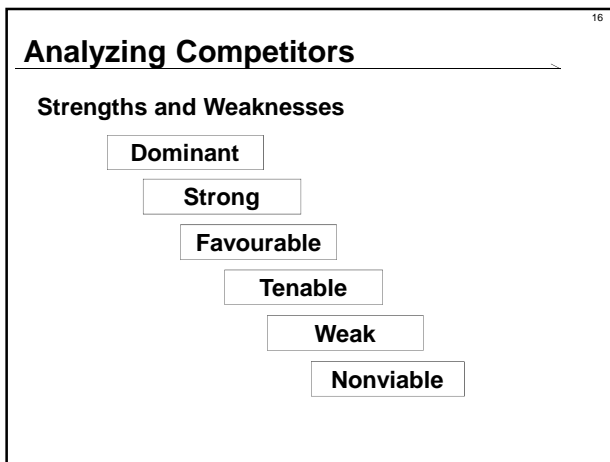 16
Analyzing Competitors
Strengths and Weaknesses
Dominant
Strong
Favourable
Tenable
Weak
Nonviable